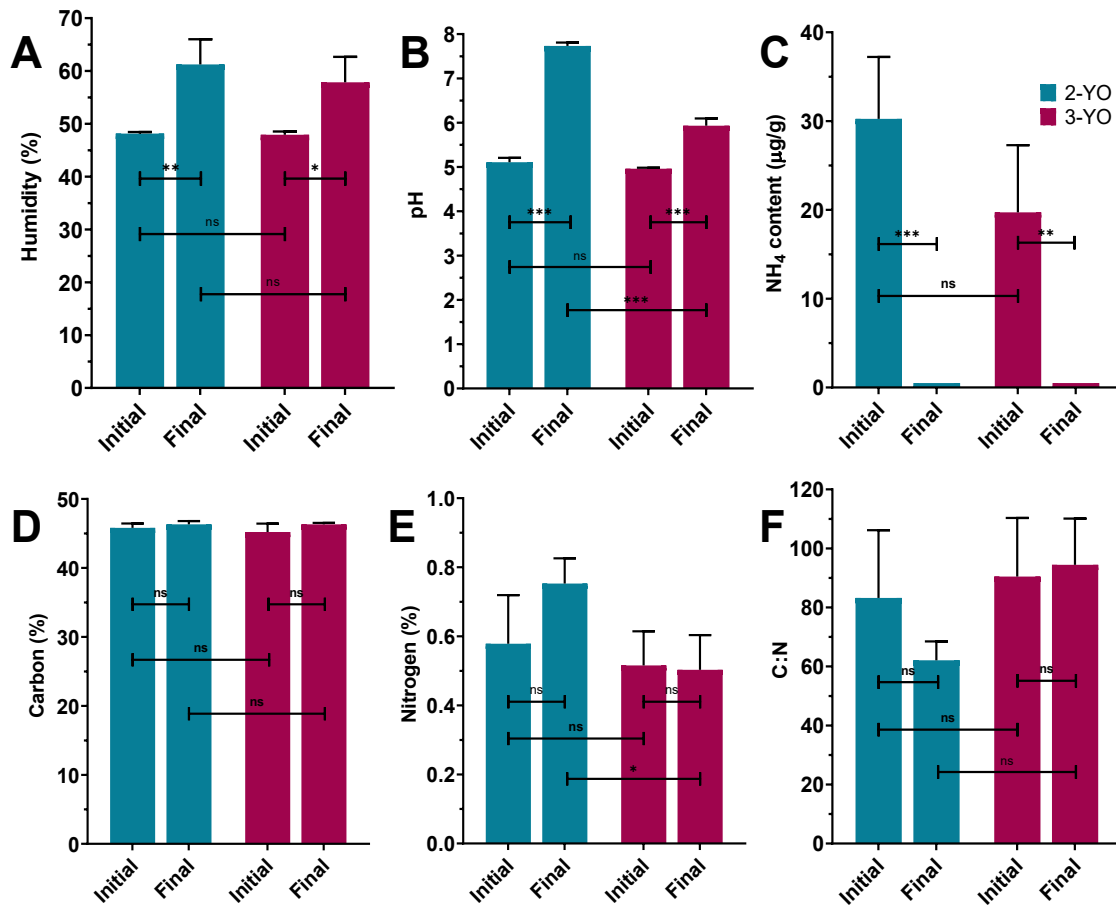 A
Humidity (%)
70
60
50
40
30
20
10
0
**
*
ns
ns
Initial
Final
Initial
Final
B
pH
8
7
6
5
4
3
2
1
0
***
***
ns
***
Initial
Final
Initial
Final
C
NH4 content (µg/g)
40
30
20
10
0
2-YO
3-YO
***
**
ns
Initial
Final
Initial
Final
D
Carbon (%)
50
40
30
20
10
0
ns
ns
ns
ns
Initial
Final
Initial
Final
E
Nitrogen (%)
1.0
0.8
0.6
0.4
0.2
0.0
ns
ns
ns
*
Initial
Final
Initial
Final
F
C:N
120
100
80
60
40
20
0
ns
ns
ns
ns
Initial
Final
Initial
Final